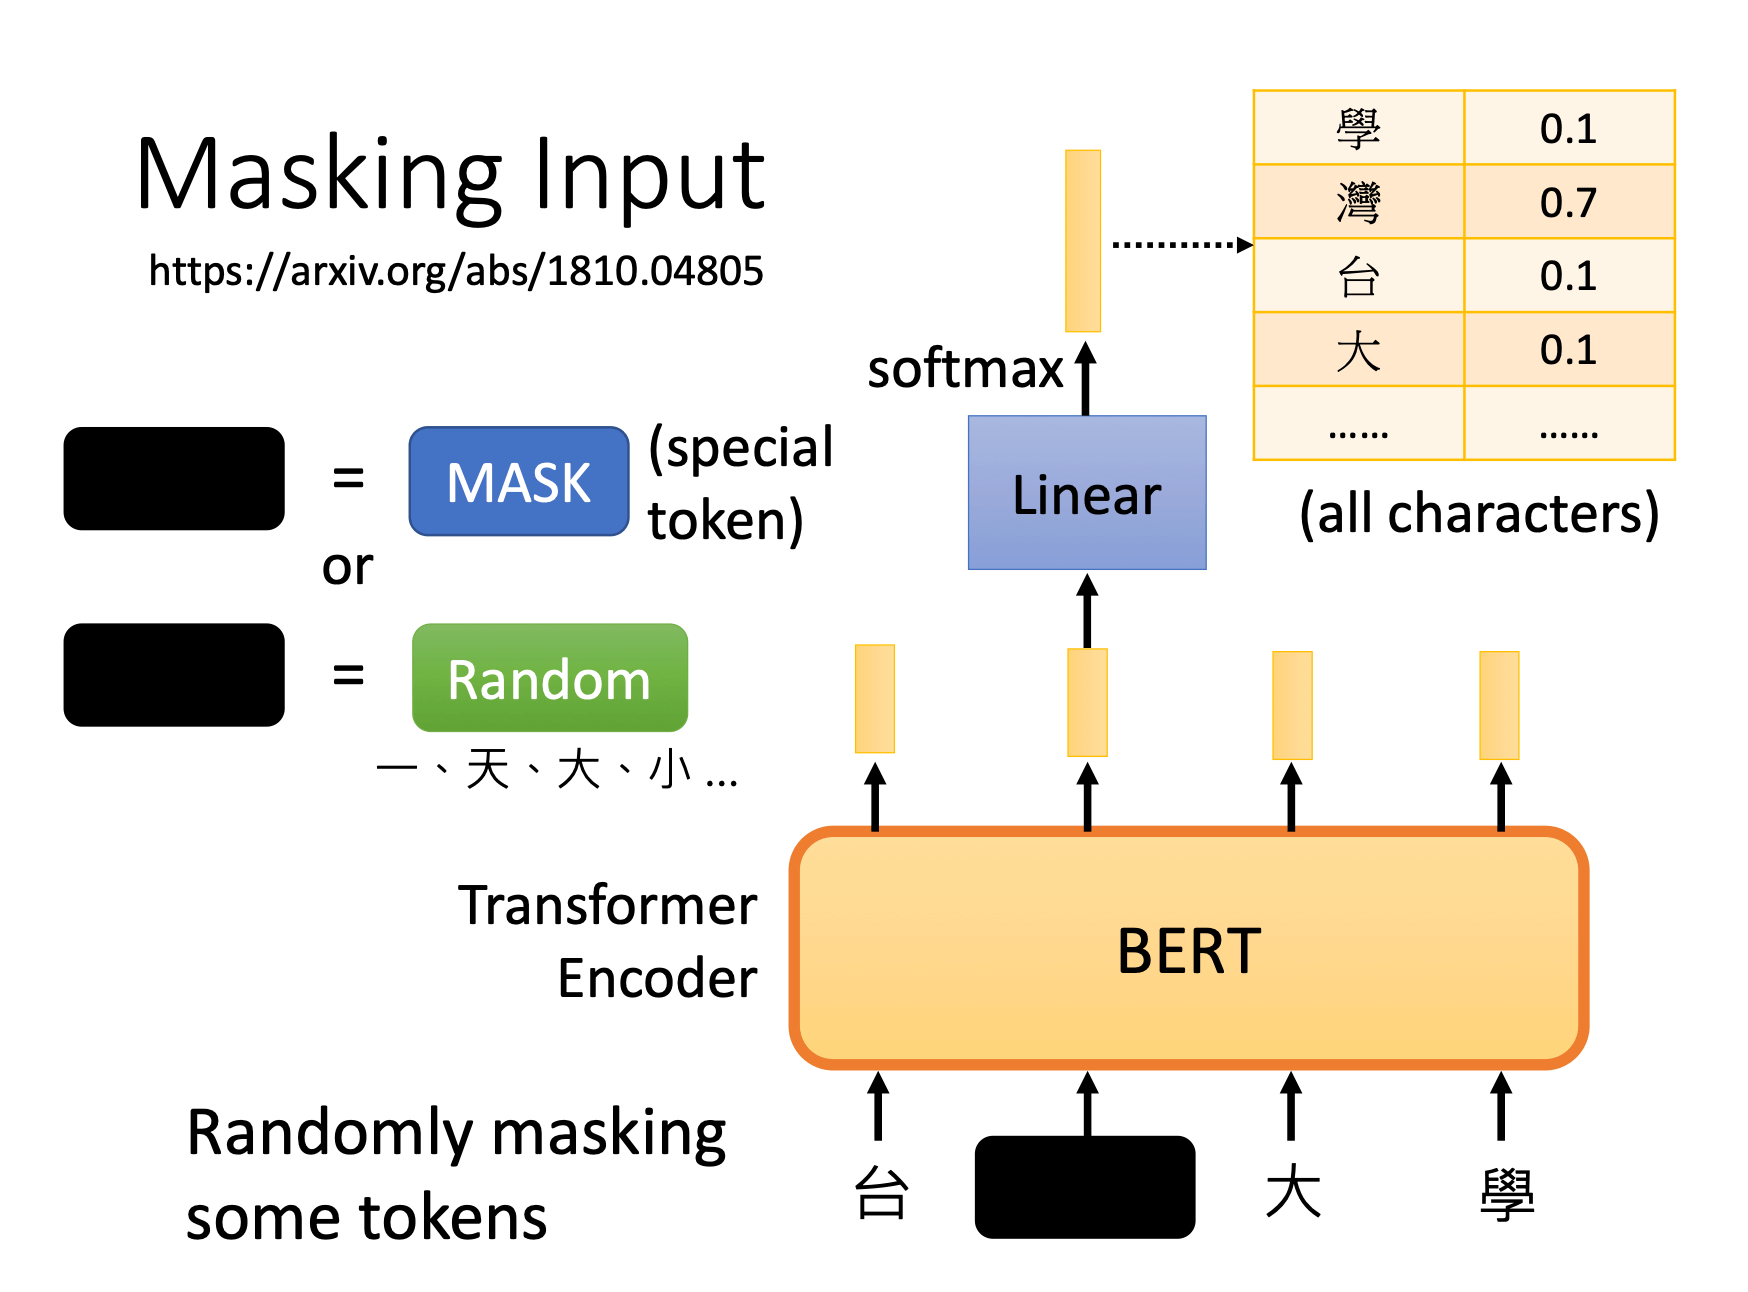 Masking Input
https://arxiv.org/abs/1810.04805
= MASK (special
token)
or
= Random
一、天、大、小 ...
學 0.1
灣 0.7
台 0.1
大 0.1
...... ......
(all characters)
softmax
Linear
Transformer
Encoder
BERT
Randomly masking
some tokens
台 大 學